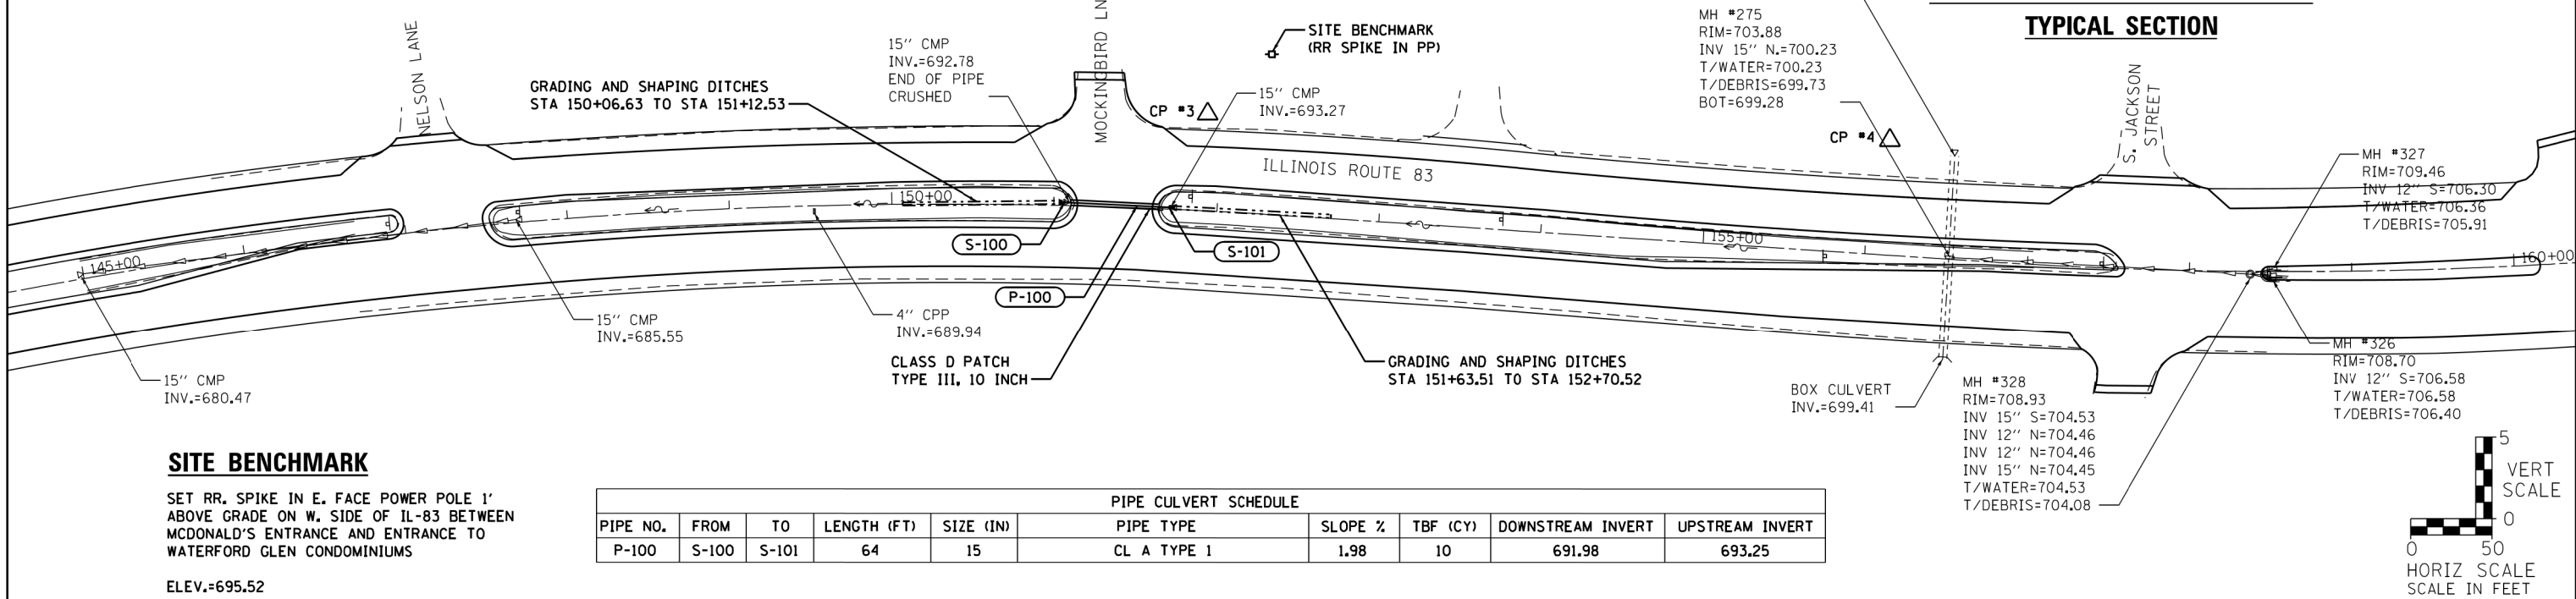 NELSON LANE
GRADING AND SHAPING DITCHES
STA 150+06.63 TO STA 151+12.53
15'' CMP
INV.=692.78
END OF PIPE
CRUSHED
MOCKINGBIRD LN
SITE BENCHMARK
(RR SPIKE IN PP)
CP #3
15'' CMP
INV.=693.27
ILLINOIS ROUTE 83
MH #275
RIM=703.88
INV 15'' N.=700.23
T/WATER=700.23
T/DEBRIS=699.73
BOT=699.28
CP #4
TYPICAL SECTION
S. JACKSON
STREET
MH #327
RIM=709.46
INV 12'' S=706.30
T/WATER=706.36
T/DEBRIS=705.91
145+00
150+00
155+00
160+00
S-100
S-101
P-100
15'' CMP
INV.=680.47
15'' CMP
INV.=685.55
4'' CPP
INV.=689.94
CLASS D PATCH
TYPE III, 10 INCH
GRADING AND SHAPING DITCHES
STA 151+63.51 TO STA 152+70.52
BOX CULVERT
INV.=699.41
MH #328
RIM=708.93
INV 15'' S=704.53
INV 12'' N=704.46
INV 12'' N=704.46
INV 15'' N=704.45
T/WATER=704.53
T/DEBRIS=704.08
MH #326
RIM=708.70
INV 12'' S=706.58
T/WATER=706.58
T/DEBRIS=706.40
SITE BENCHMARK
SET RR. SPIKE IN E. FACE POWER POLE 1'
ABOVE GRADE ON W. SIDE OF IL-83 BETWEEN
MCDONALD'S ENTRANCE AND ENTRANCE TO
WATERFORD GLEN CONDOMINIUMS
ELEV.=695.52
PIPE CULVERT SCHEDULE
PIPE NO. FROM TO LENGTH (FT) SIZE (IN) PIPE TYPE SLOPE % TBF (CY) DOWNSTREAM INVERT UPSTREAM INVERT
P-100 S-100 S-101 64 15 CL A TYPE 1 1.98 10 691.98 693.25
5
VERT
SCALE
0
0 50
HORIZ SCALE
SCALE IN FEET